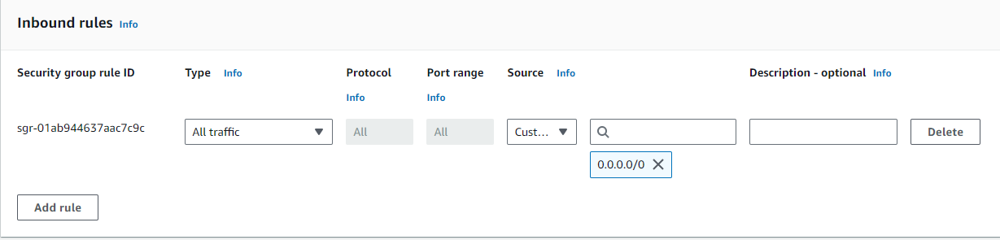 Inbound rules Info
Security group rule ID Type Info Protocol Info Port range Info Source Info Description - optional Info
sgr-01ab944637aac7c9c All traffic All All Cust... Delete
0.0.0.0/0
Add rule